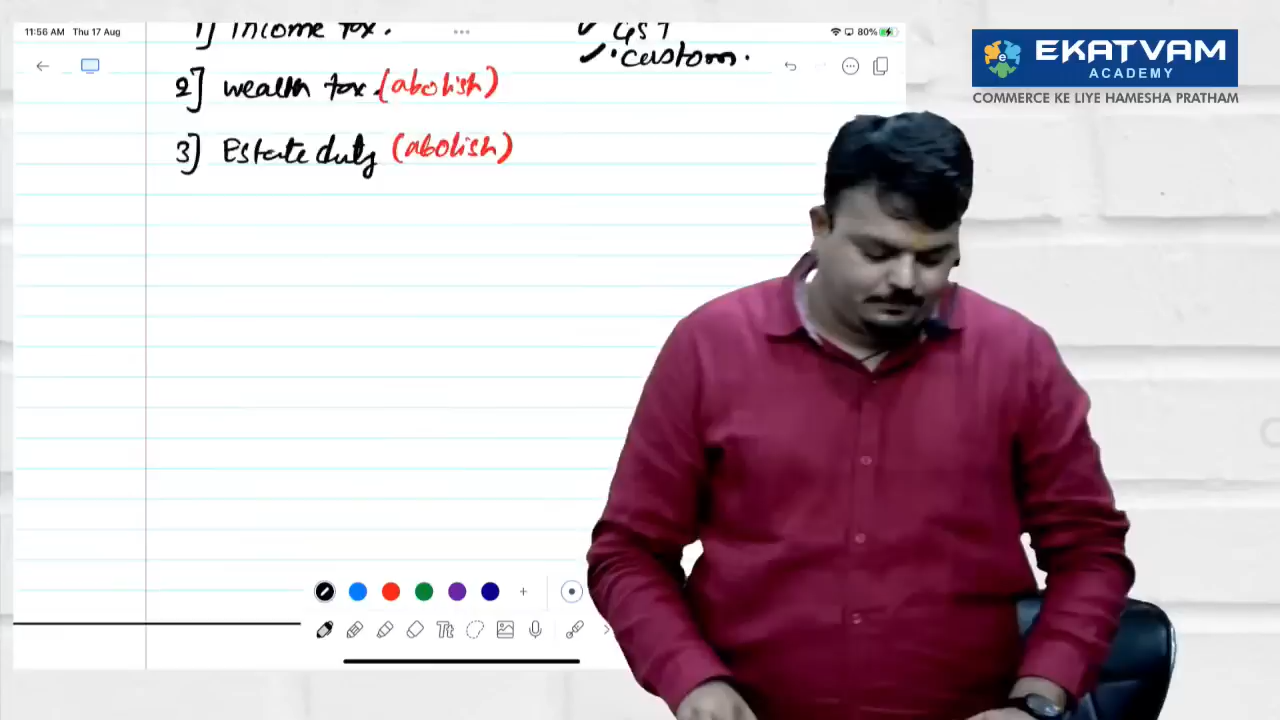 11:56 AM Thu 17 Aug
80%
1] Income tax.
✓ GST
✓ • custom.
2] wealth tax. (abolish)
3] Estate duty (abolish)
Tt
EKATVAM
ACADEMY
COMMERCE KE LIYE HAMESHA PRATHAM